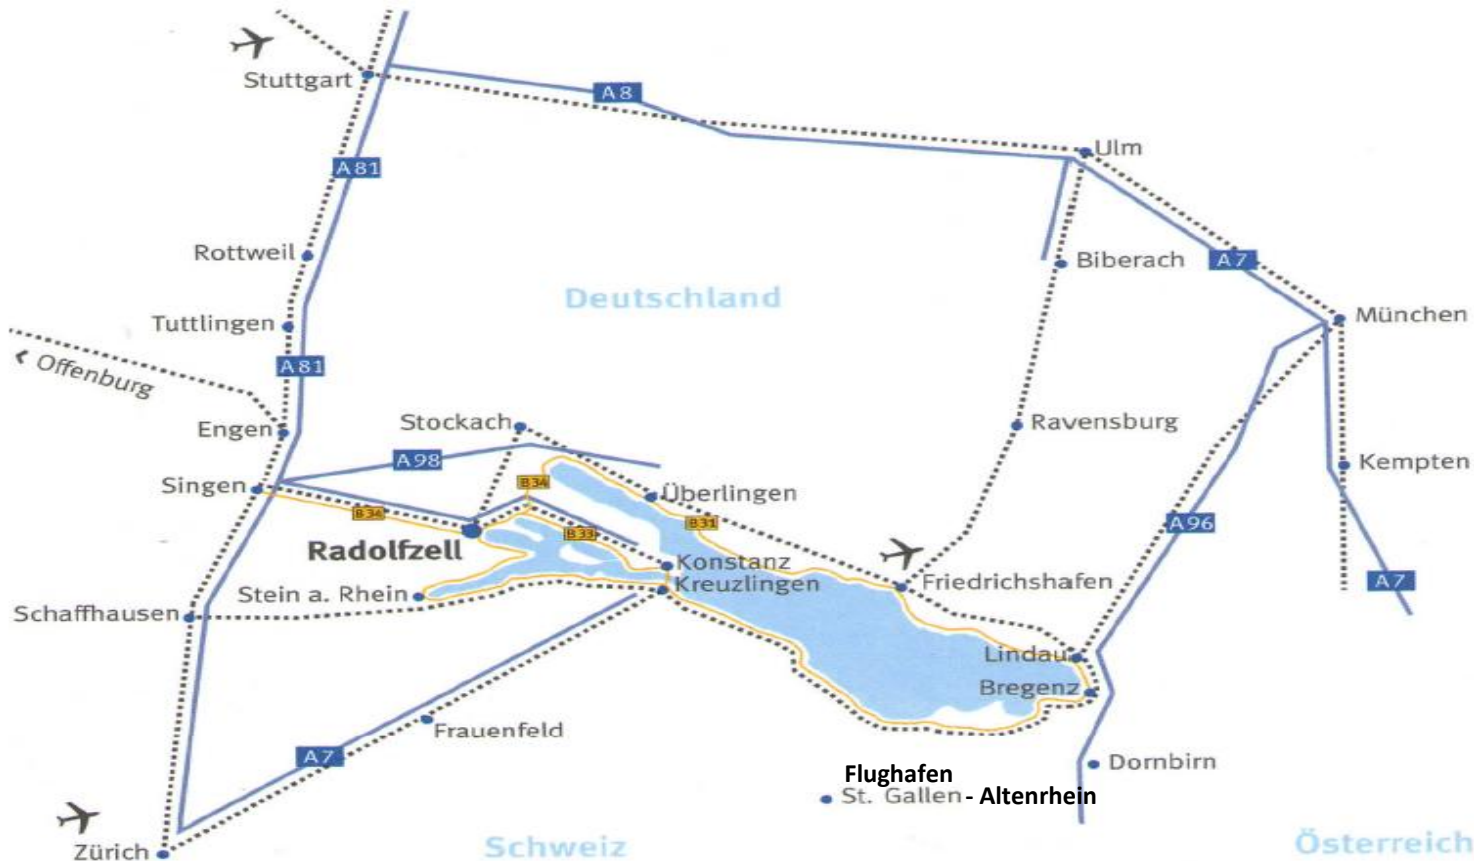 Stuttgart
A8
Ulm
A81
Rottweil
Biberach
A7
Deutschland
München
Tuttlingen
‹ Offenburg
A81
Engen
Stockach
Ravensburg
A98
Kempten
Singen
B34
Überlingen
B34
B33
B31
A96
Radolfzell
Konstanz
Kreuzlingen
Friedrichshafen
A7
Stein a. Rhein
Schaffhausen
Lindau
Bregenz
Frauenfeld
A7
Dornbirn
Flughafen
St. Gallen - Altenrhein
Zürich
Schweiz
Österreich